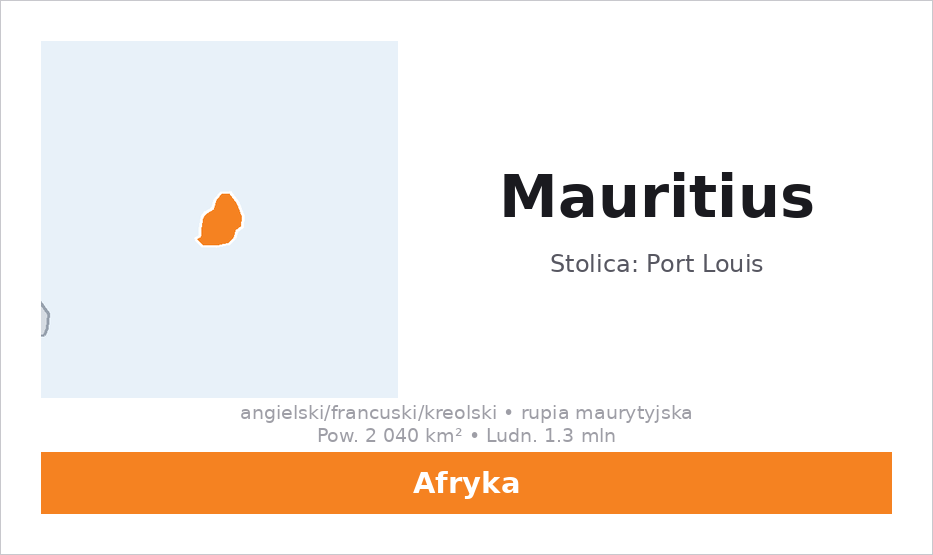 Mauritius
Stolica: Port Louis
angielski/francuski/kreolski • rupia maurytyjska
Pow. 2 040 km² • Ludn. 1.3 mln
Afryka